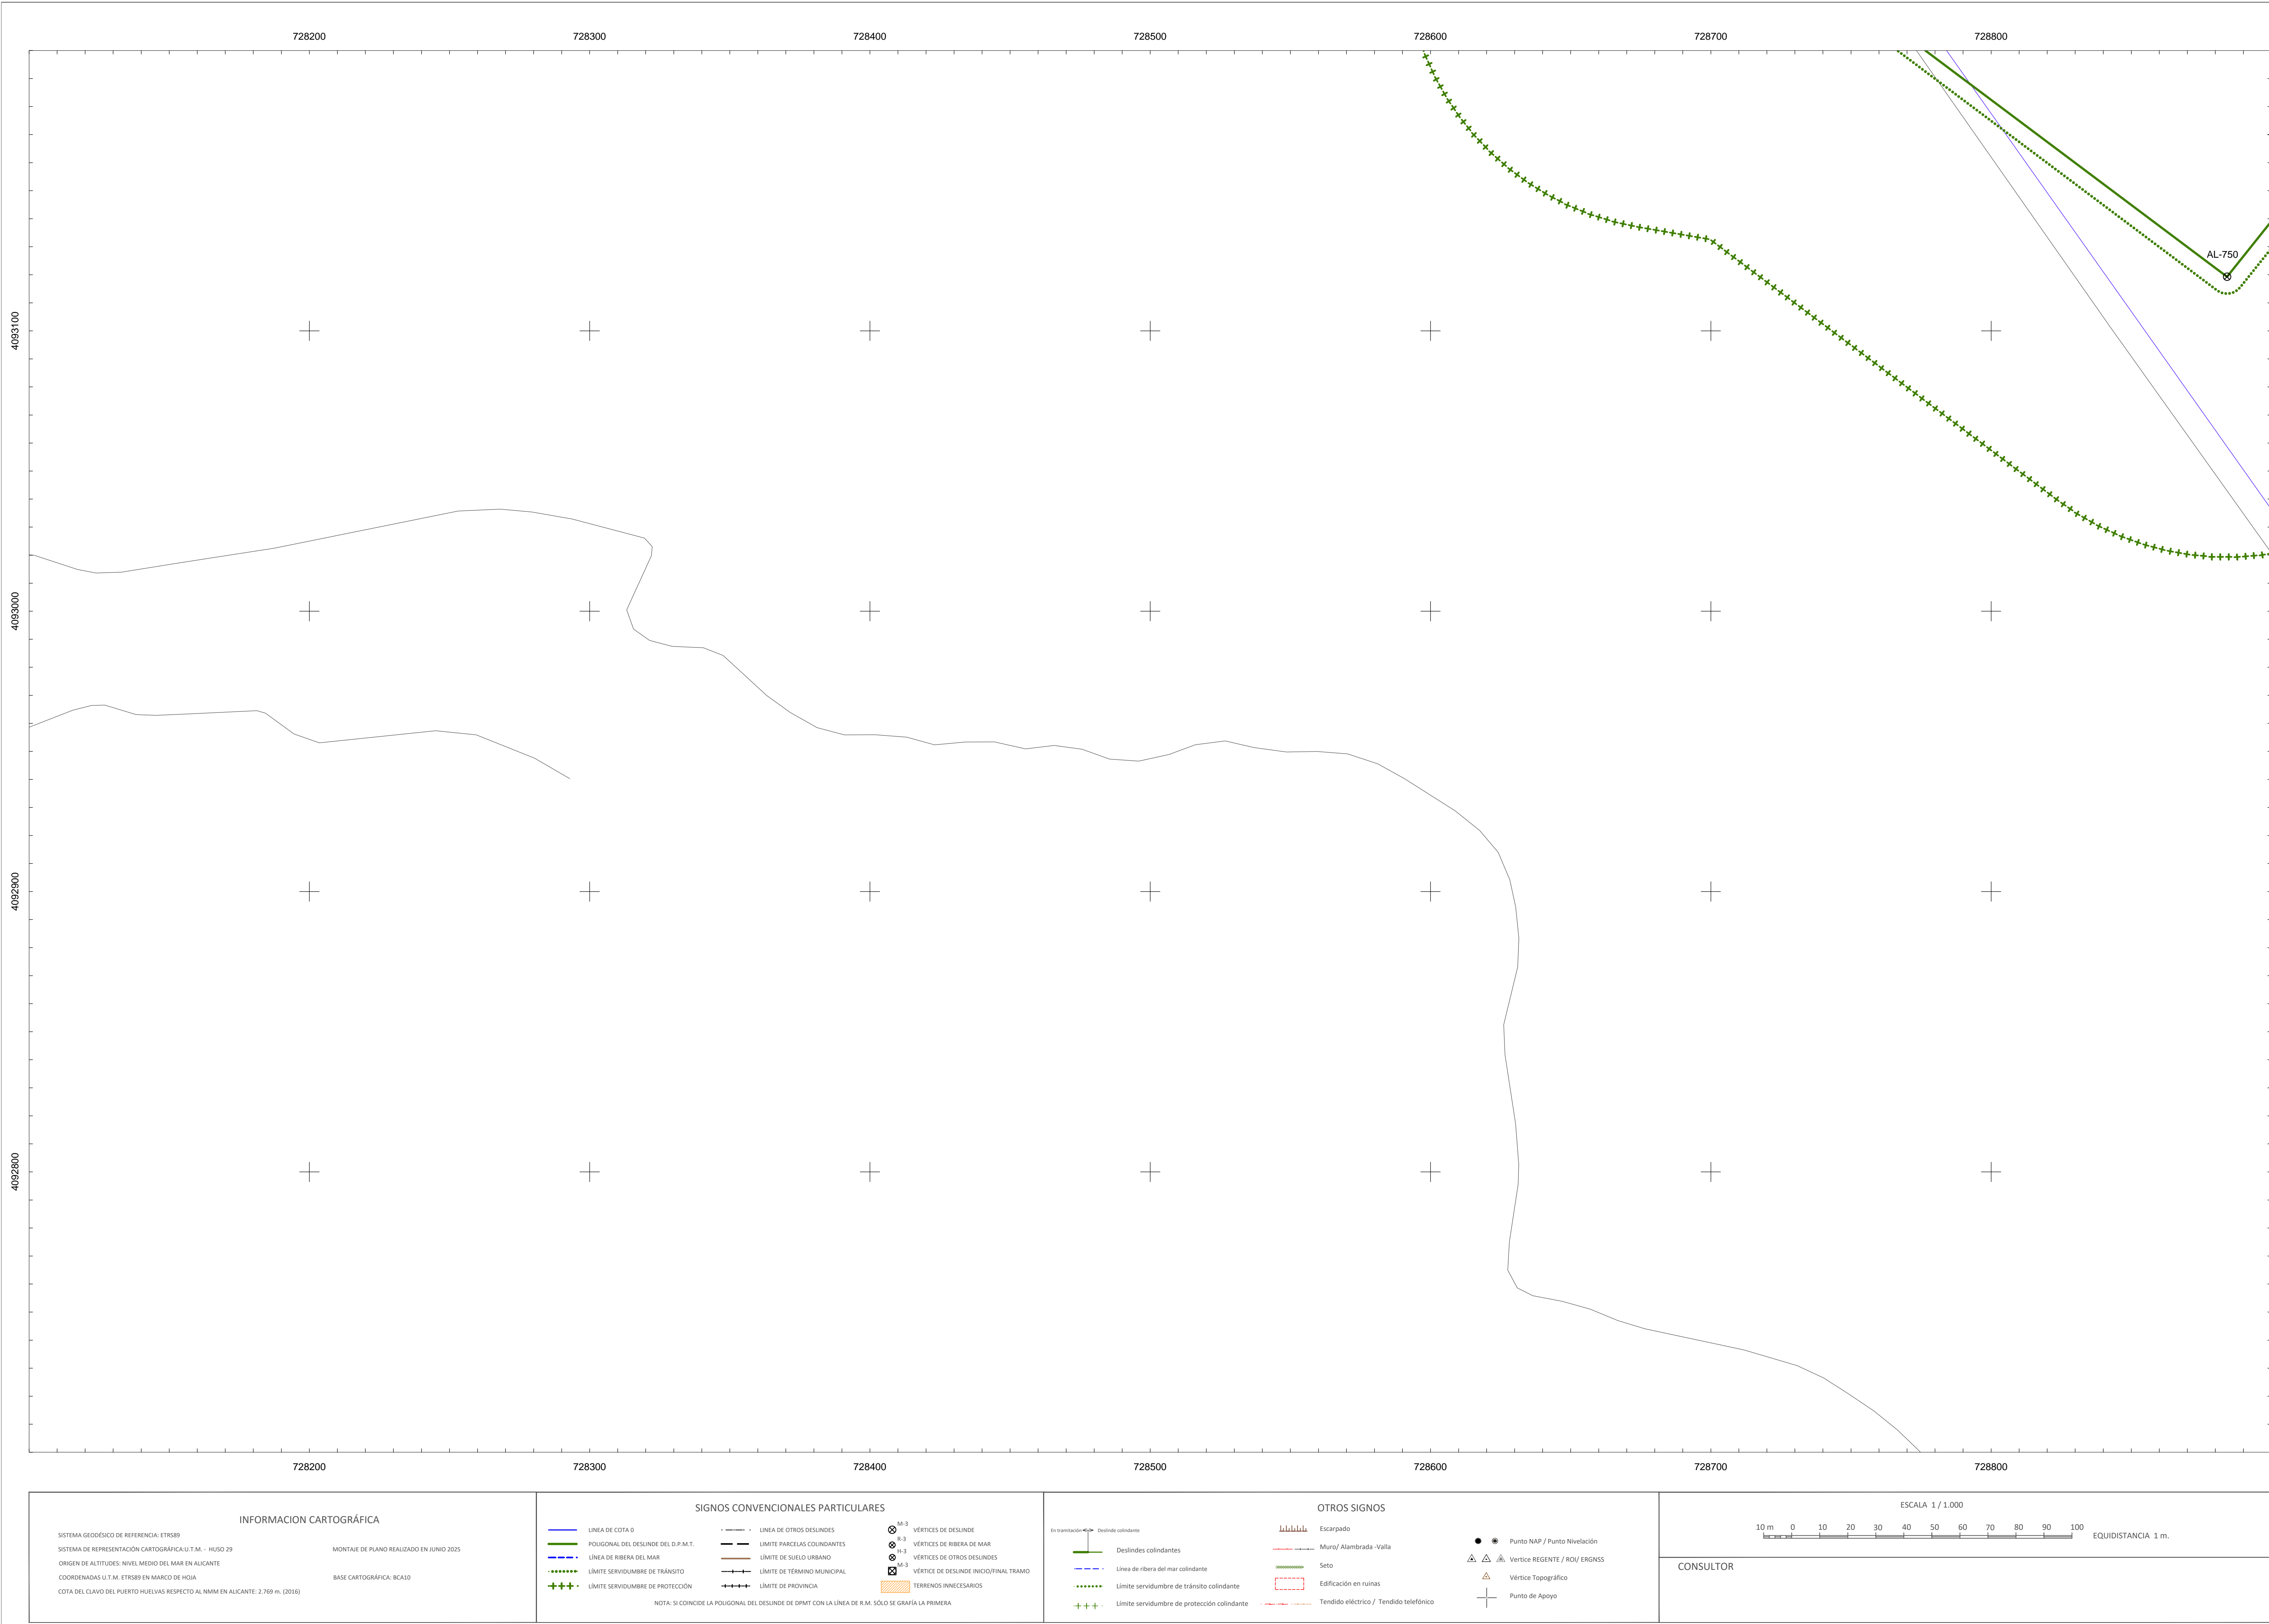 728200 728300 728400 728500 728600 728700 728800
AL-750
4093100
4093000
4092900
4092800
728200 728300 728400 728500 728600 728700 728800
INFORMACION CARTOGRÁFICA
SISTEMA GEODÉSICO DE REFERENCIA: ETRS89
SISTEMA DE REPRESENTACIÓN CARTOGRÁFICA:U.T.M. - HUSO 29
MONTAJE DE PLANO REALIZADO EN JUNIO 2025
ORIGEN DE ALTITUDES: NIVEL MEDIO DEL MAR EN ALICANTE
COORDENADAS U.T.M. ETRS89 EN MARCO DE HOJA
BASE CARTOGRÁFICA: BCA10
COTA DEL CLAVO DEL PUERTO HUELVAS RESPECTO AL NMM EN ALICANTE: 2.769 m. (2016)
SIGNOS CONVENCIONALES PARTICULARES
LINEA DE COTA 0
POLIGONAL DEL DESLINDE DEL D.P.M.T.
LÍNEA DE RIBERA DEL MAR
LÍMITE SERVIDUMBRE DE TRÁNSITO
LÍMITE SERVIDUMBRE DE PROTECCIÓN
LINEA DE OTROS DESLINDES
LIMITE PARCELAS COLINDANTES
LÍMITE DE SUELO URBANO
LÍMITE DE TÉRMINO MUNICIPAL
LÍMITE DE PROVINCIA
M-3 VÉRTICES DE DESLINDE
R-3 VÉRTICES DE RIBERA DE MAR
H-3 VÉRTICES DE OTROS DESLINDES
M-3 VÉRTICE DE DESLINDE INICIO/FINAL TRAMO
TERRENOS INNECESARIOS
NOTA: SI COINCIDE LA POLIGONAL DEL DESLINDE DE DPMT CON LA LÍNEA DE R.M. SÓLO SE GRAFÍA LA PRIMERA
OTROS SIGNOS
En tramitación Deslinde colindante
Deslindes colindantes
Línea de ribera del mar colindante
Límite servidumbre de tránsito colindante
Límite servidumbre de protección colindante
Escarpado
Muro/ Alambrada -Valla
Seto
Edificación en ruinas
Tendido eléctrico / Tendido telefónico
Punto NAP / Punto Nivelación
Vertice REGENTE / ROI/ ERGNSS
Vértice Topográfico
Punto de Apoyo
ESCALA 1 / 1.000
10 m 0 10 20 30 40 50 60 70 80 90 100
EQUIDISTANCIA 1 m.
CONSULTOR